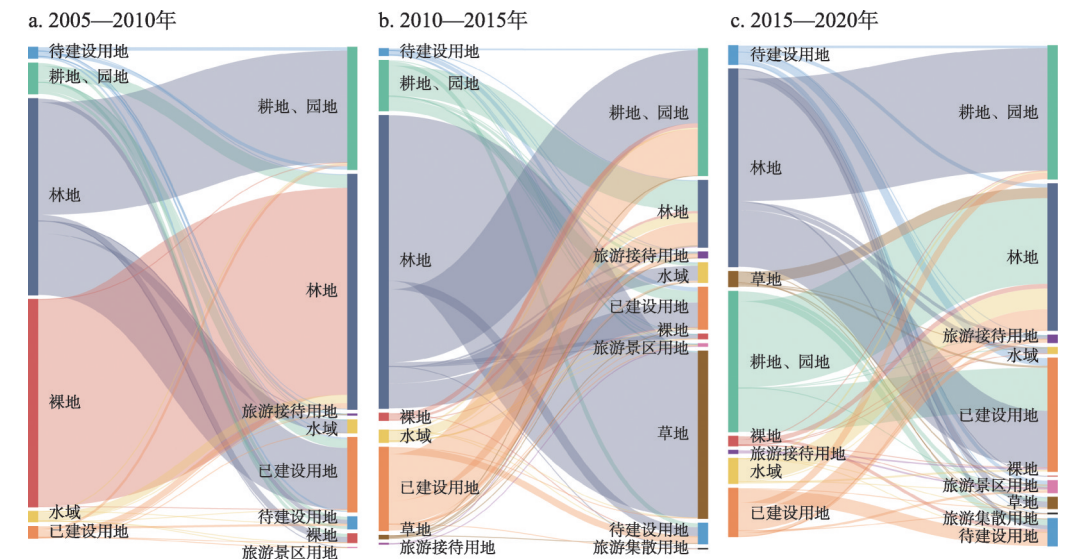 a. 2005—2010年
待建设用地
耕地、园地
林地
裸地
水域
已建设用地
耕地、园地
林地
旅游接待用地
水域
已建设用地
待建设用地
裸地
旅游景区用地
b. 2010—2015年
待建设用地
耕地、园地
林地
裸地
水域
已建设用地
草地
旅游接待用地
耕地、园地
林地
旅游接待用地
水域
已建设用地
裸地
旅游景区用地
草地
待建设用地
旅游集散用地
c. 2015—2020年
待建设用地
林地
草地
耕地、园地
裸地
旅游接待用地
水域
已建设用地
耕地、园地
林地
旅游接待用地
水域
已建设用地
裸地
旅游景区用地
草地
旅游集散用地
待建设用地